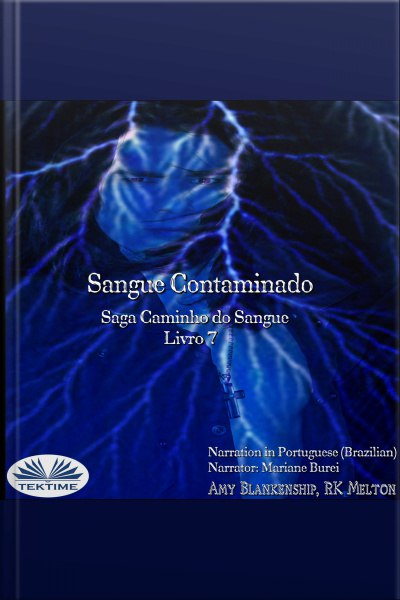 Sangue Contaminado
Saga Caminho do Sangue
Livro 7
Narration in Portuguese (Brazilian)
Narrator: Mariane Burei
Amy Blankenship, RK Melton
TEKTIME